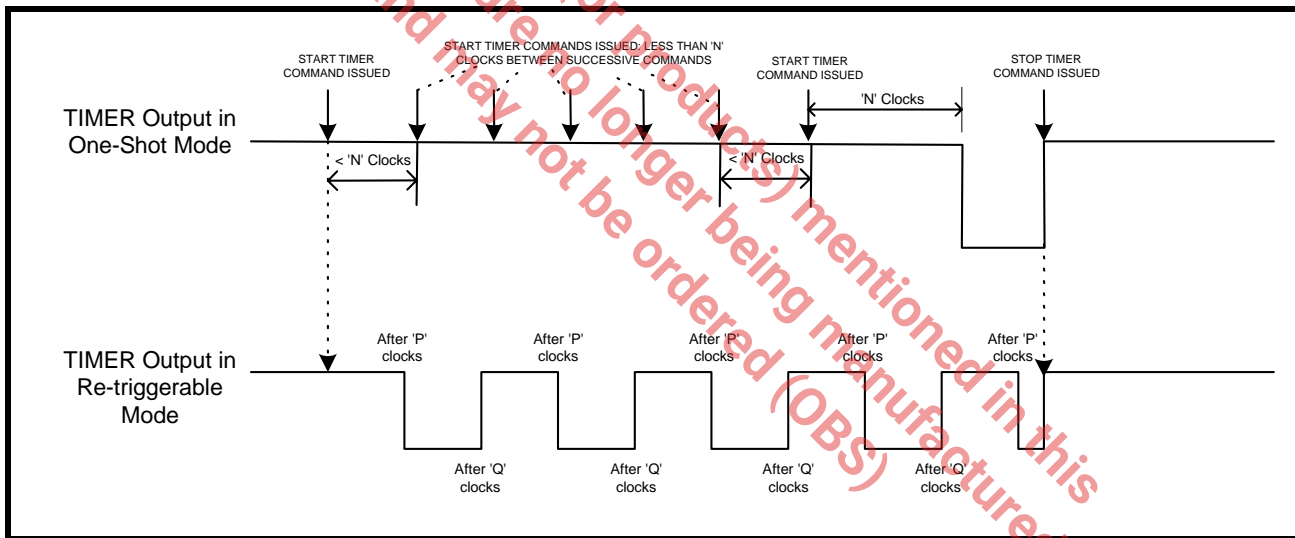 START TIMER
COMMAND ISSUED
START TIMER COMMANDS ISSUED: LESS THAN 'N'
CLOCKS BETWEEN SUCCESSIVE COMMANDS
START TIMER
COMMAND ISSUED
STOP TIMER
COMMAND ISSUED
'N' Clocks
TIMER Output in
One-Shot Mode
< 'N' Clocks
< 'N' Clocks
TIMER Output in
Re-triggerable
Mode
After 'P'
clocks
After 'P'
clocks
After 'P'
clocks
After 'P'
clocks
After 'P'
clocks
After 'Q'
clocks
After 'Q'
clocks
After 'Q'
clocks
After 'Q'
clocks
or products) mentioned in this
are no longer being manufactured
and may not be ordered (OBS)